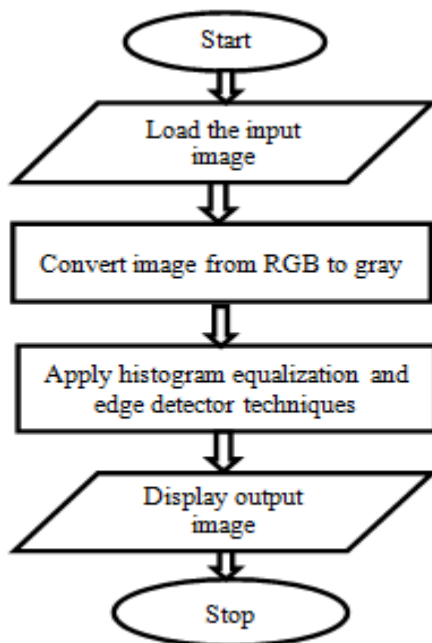 Start
Load the input
image
Convert image from RGB to gray
Apply histogram equalization and
edge detector techniques
Display output
image
Stop